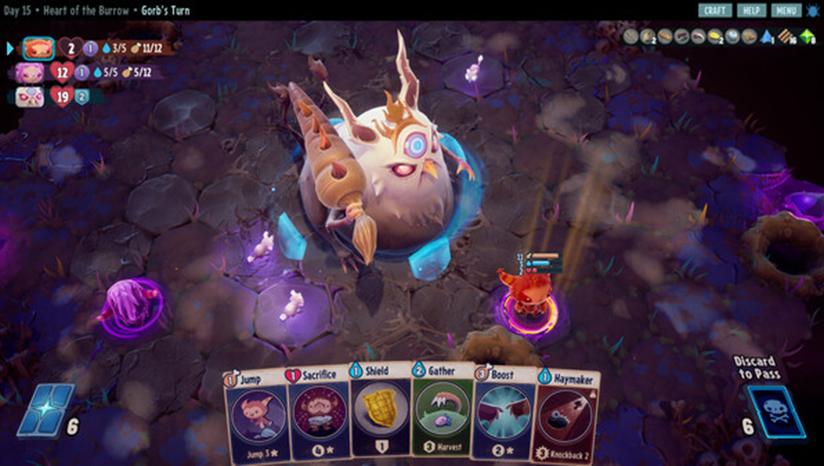 Day 15 • Heart of the Burrow • Gorb's Turn
CRAFT HELP MENU
2 1 3/5 11/12
12 1 5/5 5/12
19 2
Discard
to Pass
1 Jump
1 Sacrifice
1 Shield
2 Gather
Boost
1 Haymaker
Jump 3
4
1
3 Harvest
2
3 Knockback 2
6
6